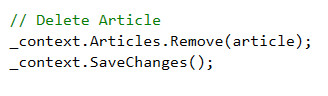 // Delete Article
_context.Articles.Remove(article);
_context.SaveChanges();